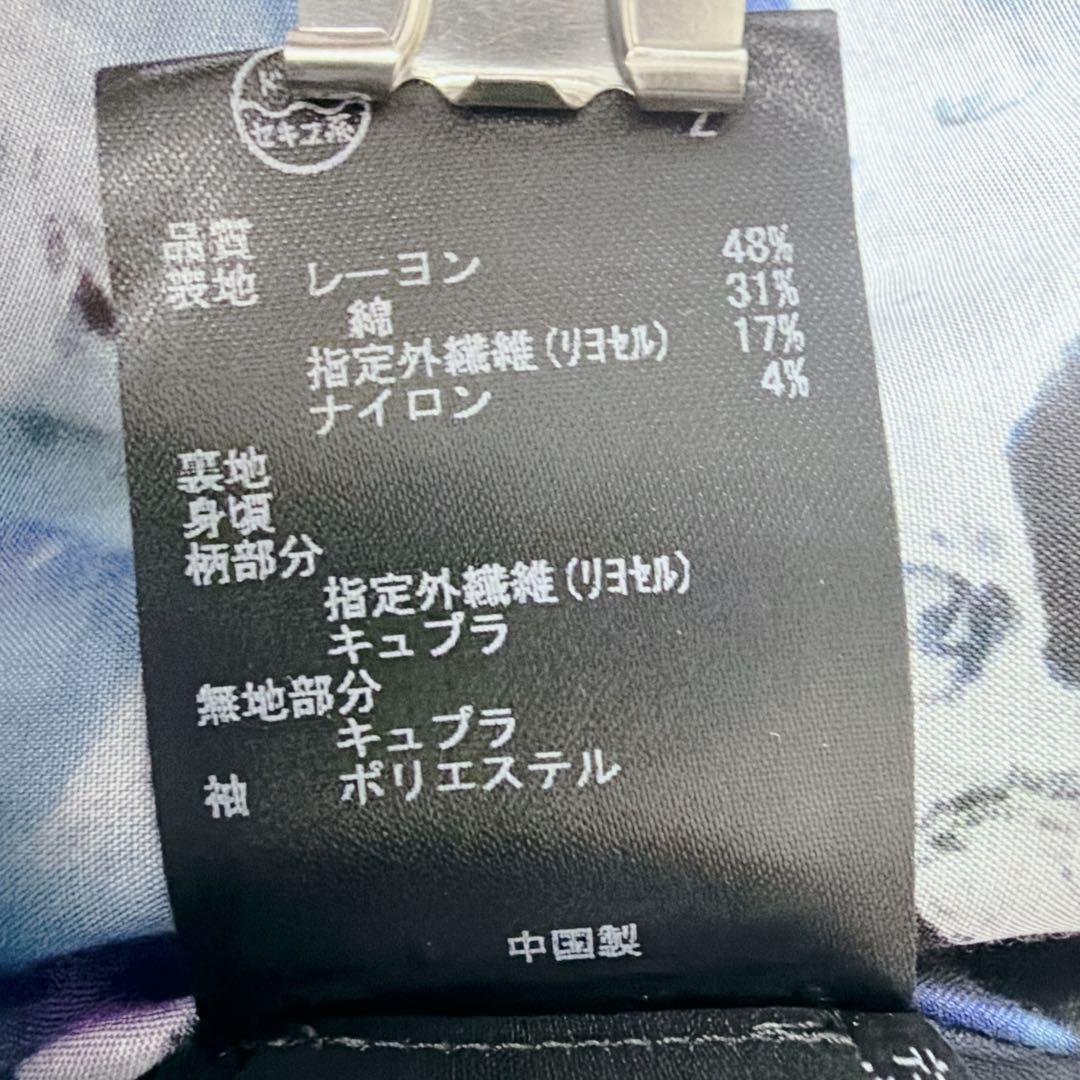 ド
セキユ系
品質
表地 レーヨン 48%
綿 31%
指定外繊維(リヨセル) 17%
ナイロン 4%
裏地
身頃
柄部分
指定外繊維(リヨセル)
キュプラ
無地部分
キュプラ
袖 ポリエステル
中国製